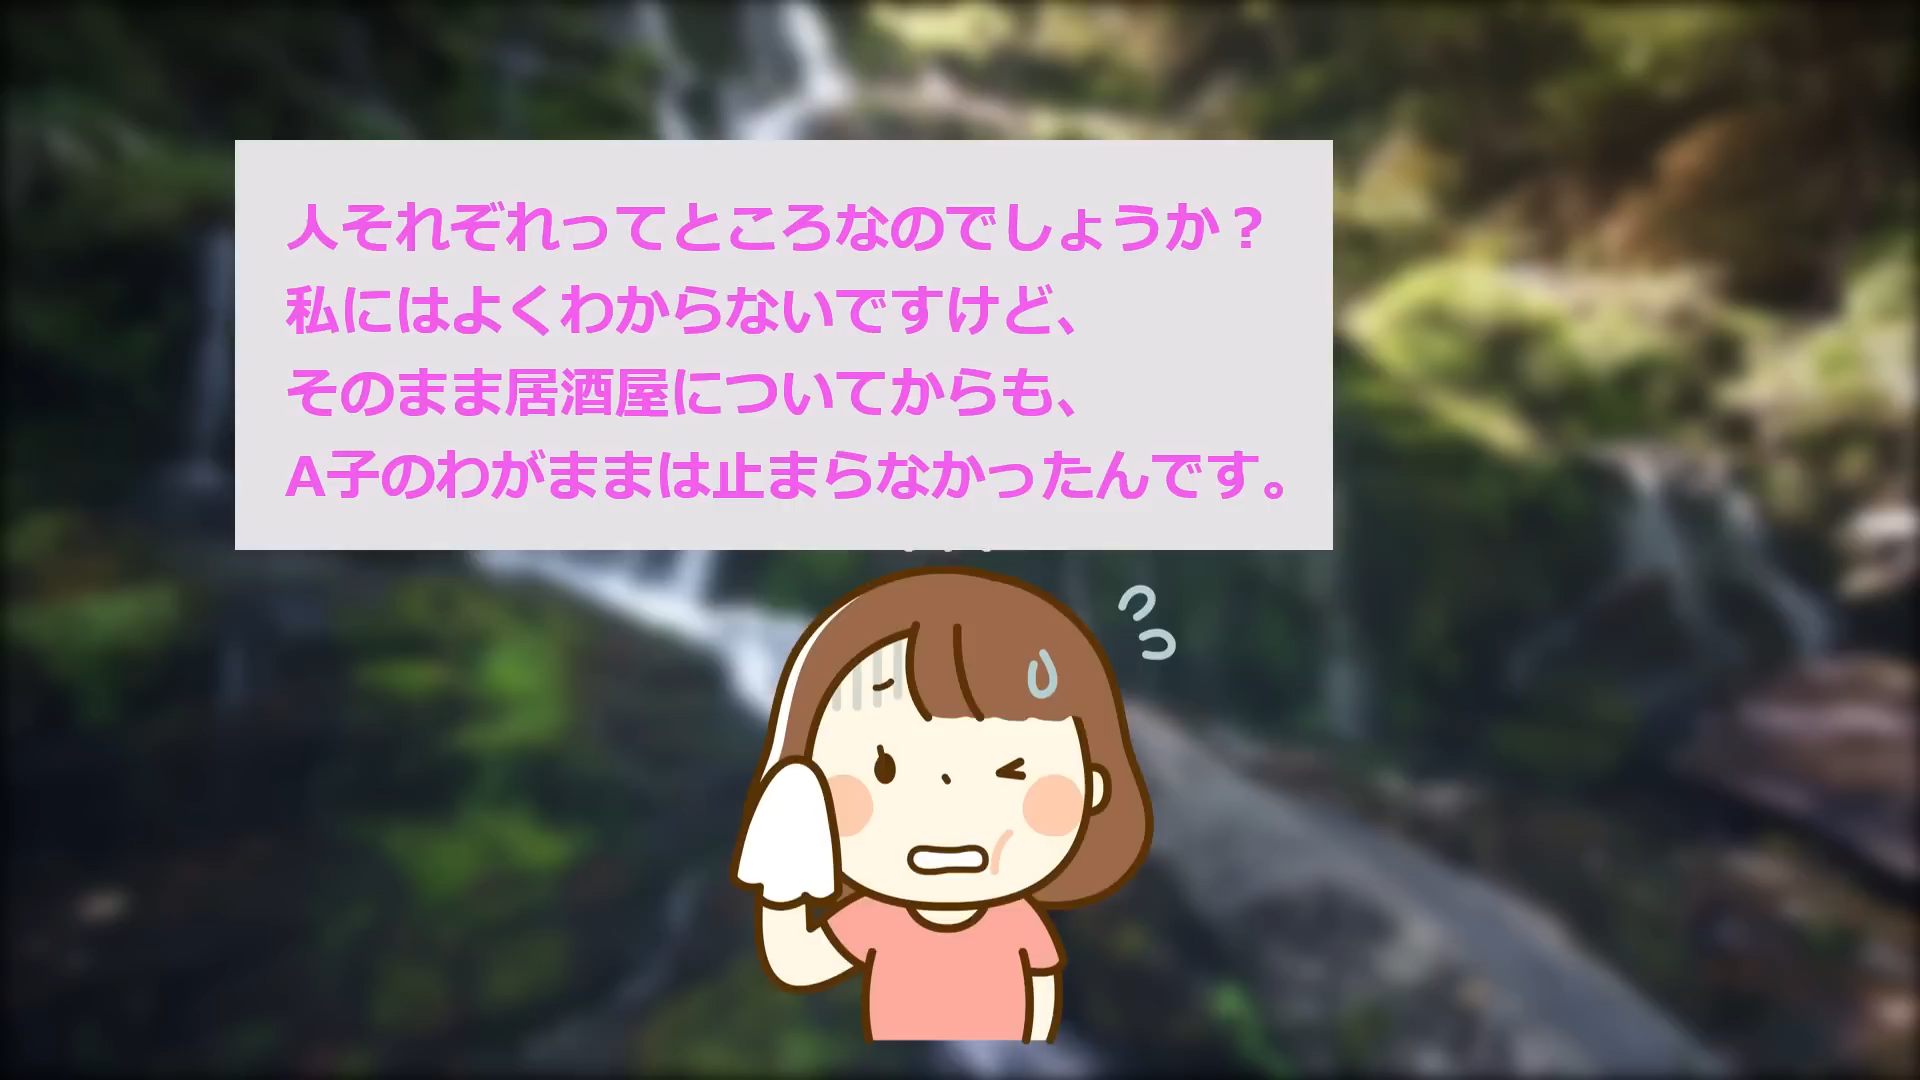 人それぞれってところなのでしょうか？
私にはよくわからないですけど、
そのまま居酒屋についてからも、
A子のわがままは止まらなかったんです。